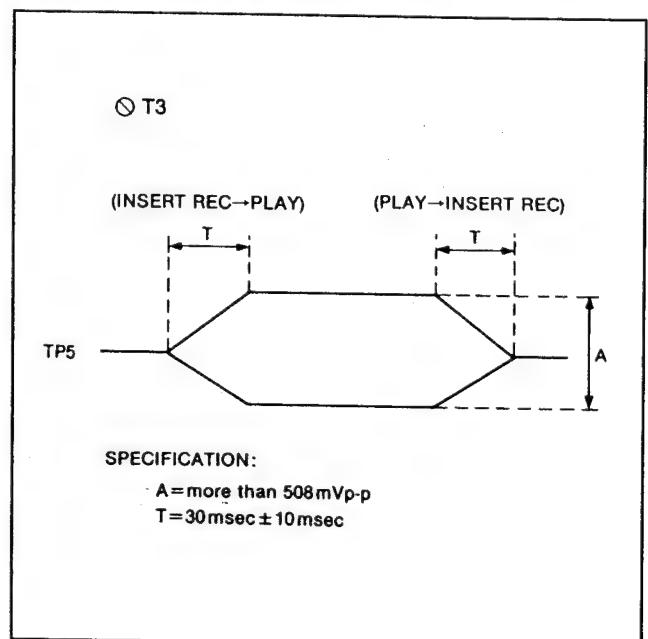 ⊘ T3
(INSERT REC→PLAY) (PLAY→INSERT REC)
T T
TP5 A
SPECIFICATION:
A=more than 508mVp-p
T=30msec±10msec